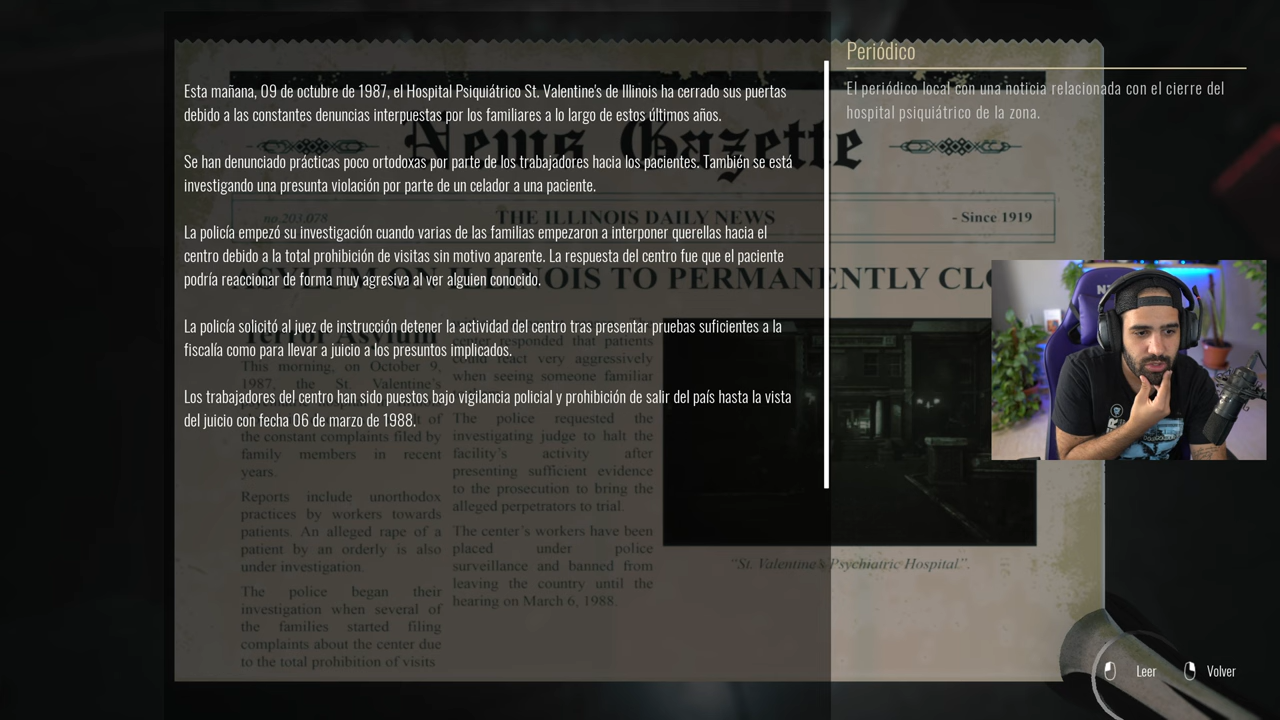 Periódico
El periódico local con una noticia relacionada con el cierre del
hospital psiquiátrico de la zona.
Esta mañana, 09 de octubre de 1987, el Hospital Psiquiátrico St. Valentine's de Illinois ha cerrado sus puertas
debido a las constantes denuncias interpuestas por los familiares a lo largo de estos últimos años.
Se han denunciado prácticas poco ortodoxas por parte de los trabajadores hacia los pacientes. También se está
investigando una presunta violación por parte de un celador a una paciente.
La policía empezó su investigación cuando varias de las familias empezaron a interponer querellas hacia el
centro debido a la total prohibición de visitas sin motivo aparente. La respuesta del centro fue que el paciente
podría reaccionar de forma muy agresiva al ver alguien conocido.
La policía solicitó al juez de instrucción detener la actividad del centro tras presentar pruebas suficientes a la
fiscalía como para llevar a juicio a los presuntos implicados.
Los trabajadores del centro han sido puestos bajo vigilancia policial y prohibición de salir del país hasta la vista
del juicio con fecha 06 de marzo de 1988.
News Gazette
no.203,078
THE ILLINOIS DAILY NEWS
- Since 1919
ASYLUM ON ILLINOIS TO PERMANENTLY CLO
Terror Asylum
This morning, on October 9,
1987, the St. Valentine's
of
the constant complaints filed by
family members in recent
years.
Reports include unorthodox
practices by workers towards
patients. An alleged rape of a
patient by an orderly is also
under investigation.
The police began their
investigation when several of
the families started filing
complaints about the center due
to the total prohibition of visits
center responded that patients
could react very aggressively
when seeing someone familiar
The police requested the
investigating judge to halt the
facility's activity after
presenting sufficient evidence
to the prosecution to bring the
alleged perpetrators to trial.
The center's workers have been
placed under police
surveillance and banned from
leaving the country until the
hearing on March 6, 1988.
"St. Valentine's Psychiatric Hospital".
Leer
Volver